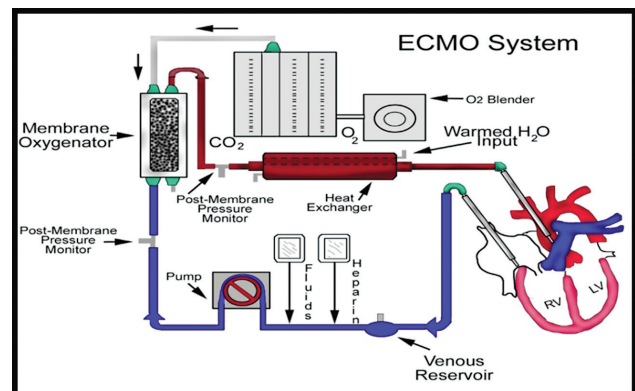 ECMO System
O2 Blender
O2
CO2
Warmed H2O
Input
Membrane
Oxygenator
Post-Membrane
Pressure
Monitor
Heat
Exchanger
Post-Membrane
Pressure
Monitor
Pump
Fluids
Heparin
RV
LV
Venous
Reservoir